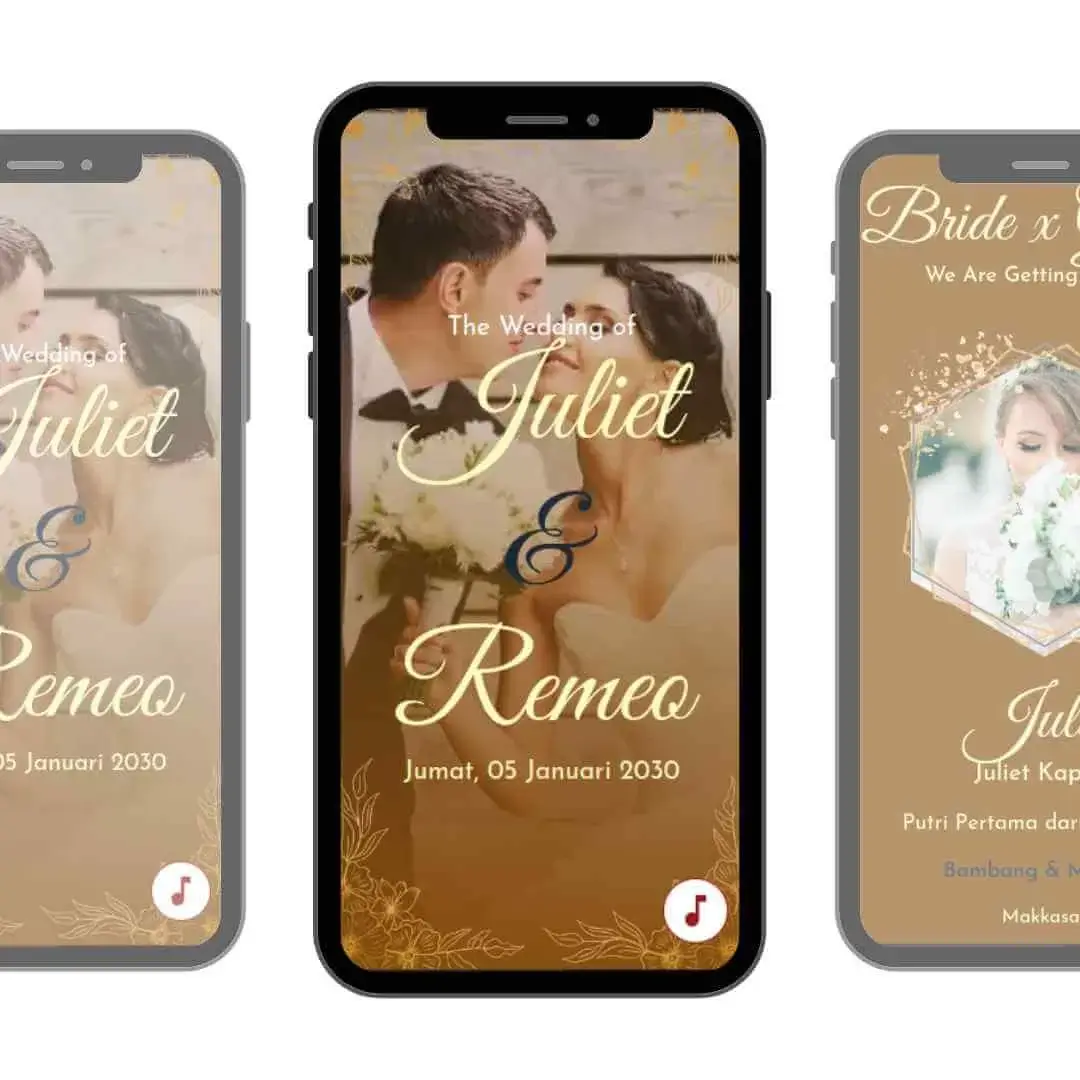 Wedding of
Juliet
&
Remeo
05 Januari 2030
The Wedding of
Juliet
&
Remeo
Jumat, 05 Januari 2030
Bride x
We Are Getting
Juliet Kap
Putri Pertama dar
Bambang &
Makkasa